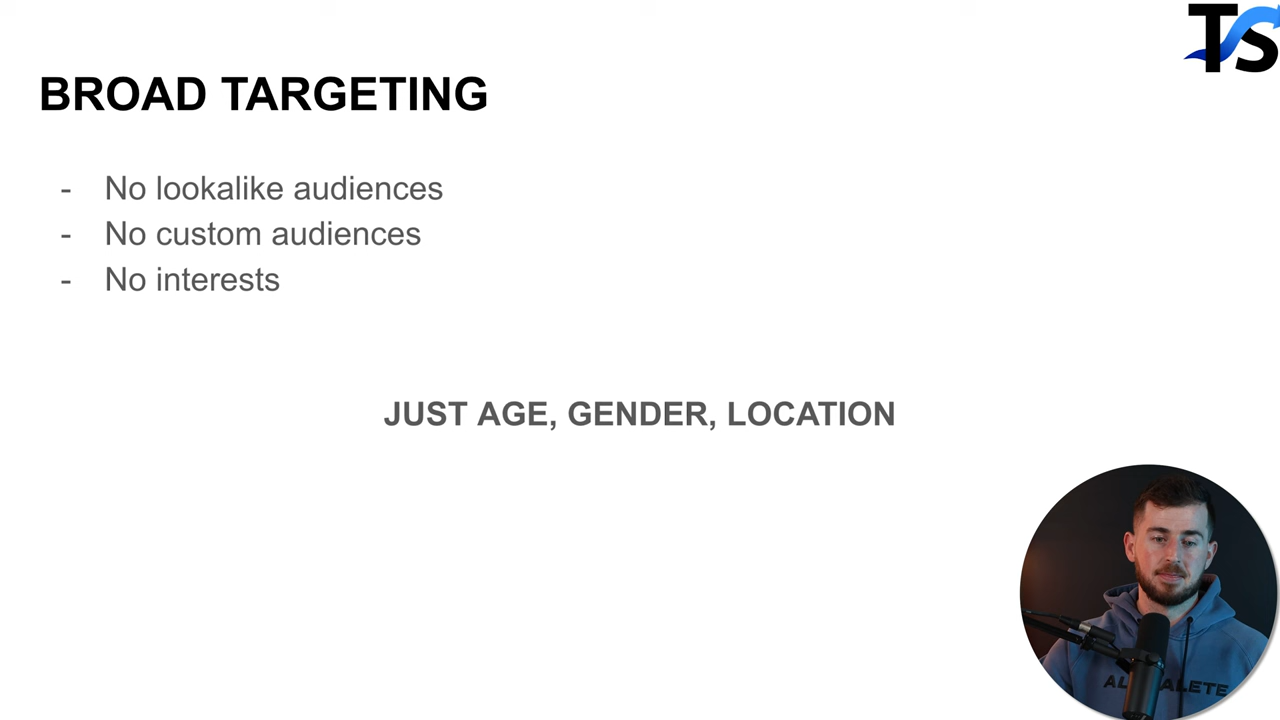 TS
BROAD TARGETING
- No lookalike audiences
- No custom audiences
- No interests
JUST AGE, GENDER, LOCATION